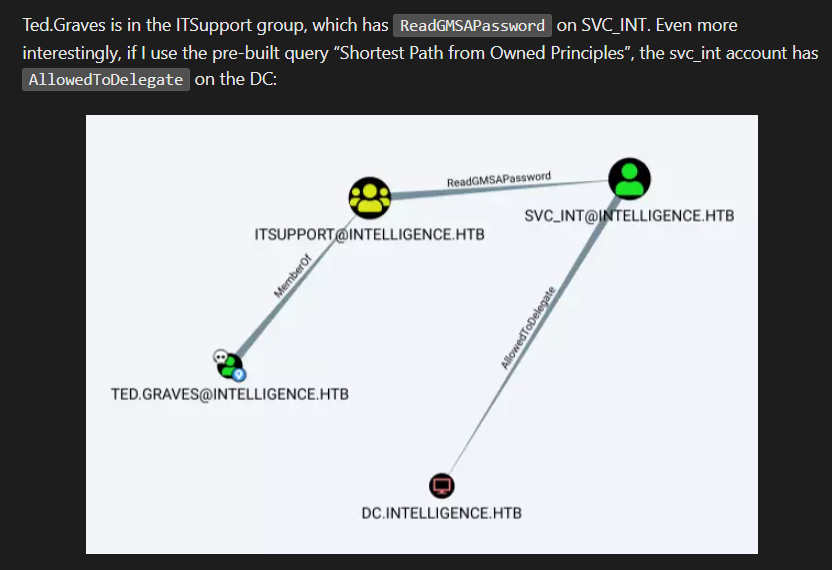 Ted.Graves is in the ITSupport group, which has ReadGMSAPassword on SVC_INT. Even more
interestingly, if I use the pre-built query “Shortest Path from Owned Principles”, the svc_int account has
AllowedToDelegate on the DC:
ReadGMSAPassword
SVC_INT@INTELLIGENCE.HTB
ITSUPPORT@INTELLIGENCE.HTB
MemberOf
AllowedToDelegate
TED.GRAVES@INTELLIGENCE.HTB
DC.INTELLIGENCE.HTB